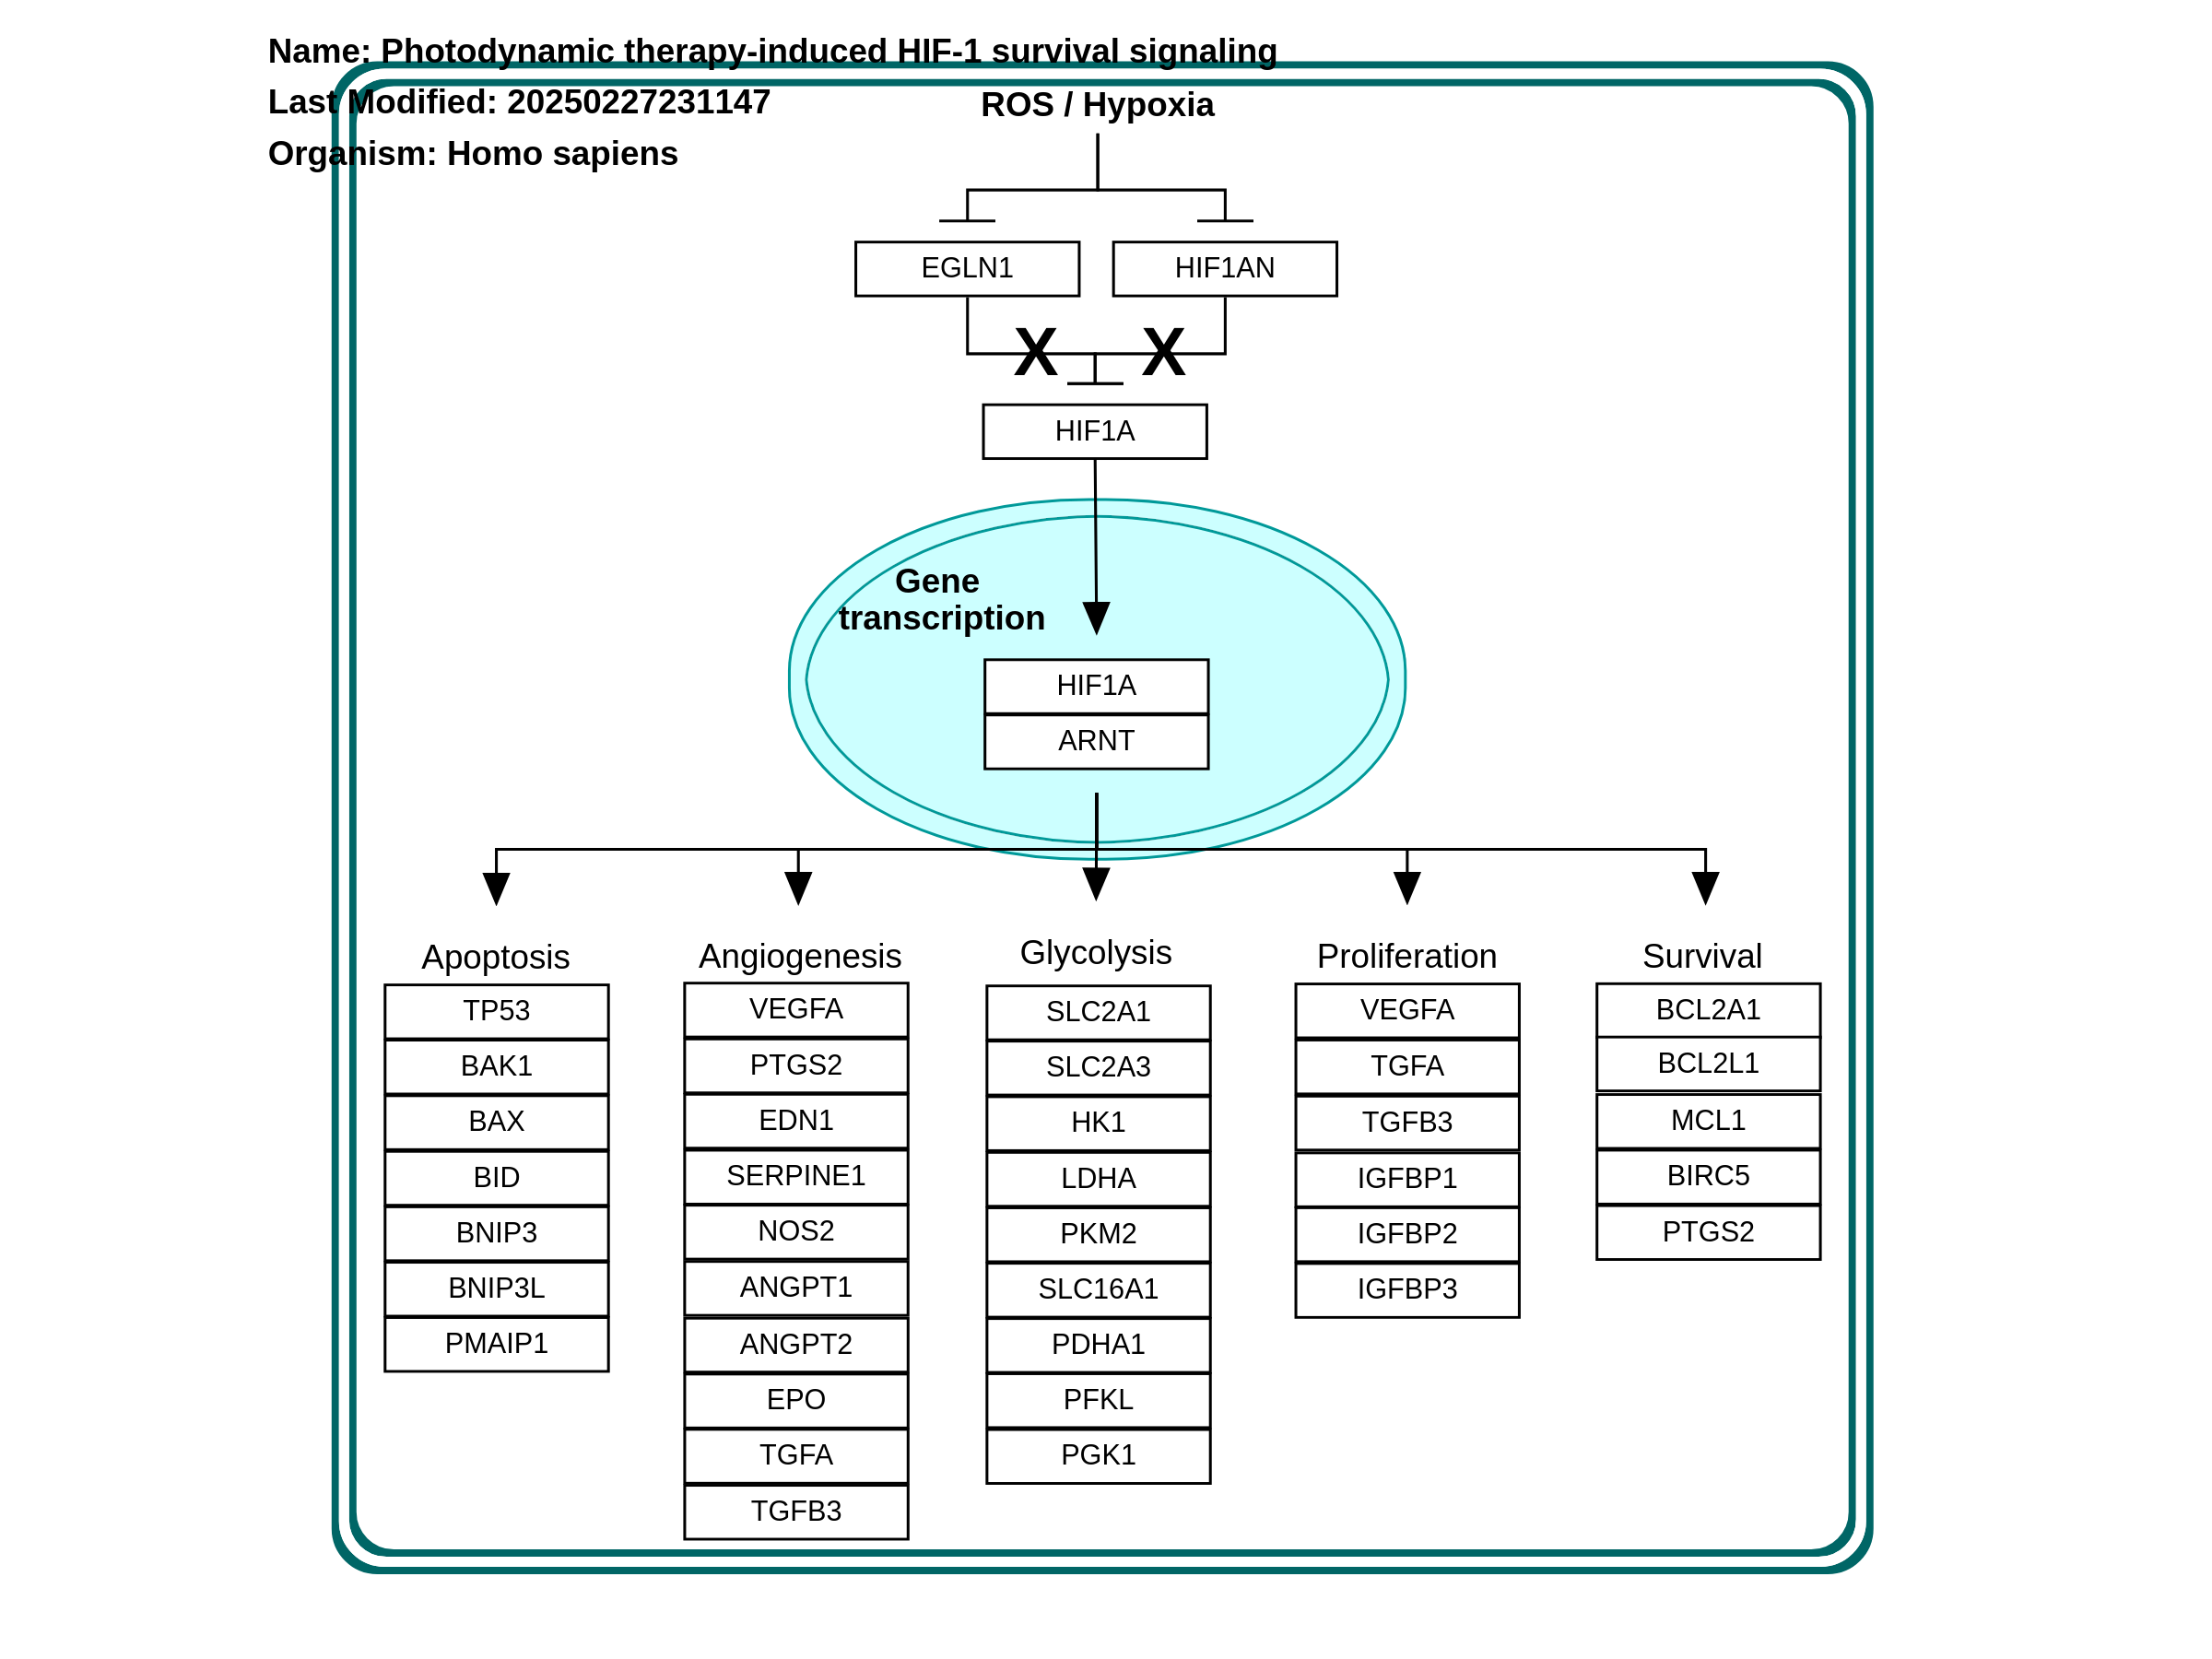 Name: Photodynamic therapy-induced HIF-1 survival signaling
Last Modified: 20250227231147
Organism: Homo sapiens
ROS / Hypoxia
EGLN1
HIF1AN
X
X
HIF1A
Gene
transcription
HIF1A
ARNT
Apoptosis
TP53
BAK1
BAX
BID
BNIP3
BNIP3L
PMAIP1
Angiogenesis
VEGFA
PTGS2
EDN1
SERPINE1
NOS2
ANGPT1
ANGPT2
EPO
TGFA
TGFB3
Glycolysis
SLC2A1
SLC2A3
HK1
LDHA
PKM2
SLC16A1
PDHA1
PFKL
PGK1
Proliferation
VEGFA
TGFA
TGFB3
IGFBP1
IGFBP2
IGFBP3
Survival
BCL2A1
BCL2L1
MCL1
BIRC5
PTGS2